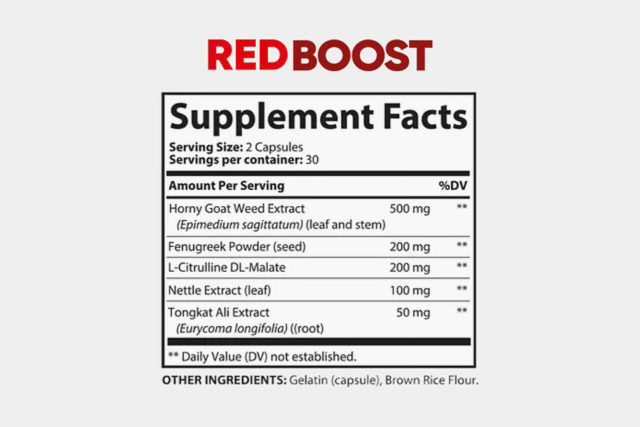 RED BOOST
Supplement Facts
Serving Size: 2 Capsules
Servings per container: 30
Amount Per Serving %DV
Horny Goat Weed Extract 500 mg **
(Epimedium sagittatum) (leaf and stem)
Fenugreek Powder (seed) 200 mg **
L-Citrulline DL-Malate 200 mg **
Nettle Extract (leaf) 100 mg **
Tongkat Ali Extract 50 mg **
(Eurycoma longifolia) ((root)
** Daily Value (DV) not established.
OTHER INGREDIENTS: Gelatin (capsule), Brown Rice Flour.